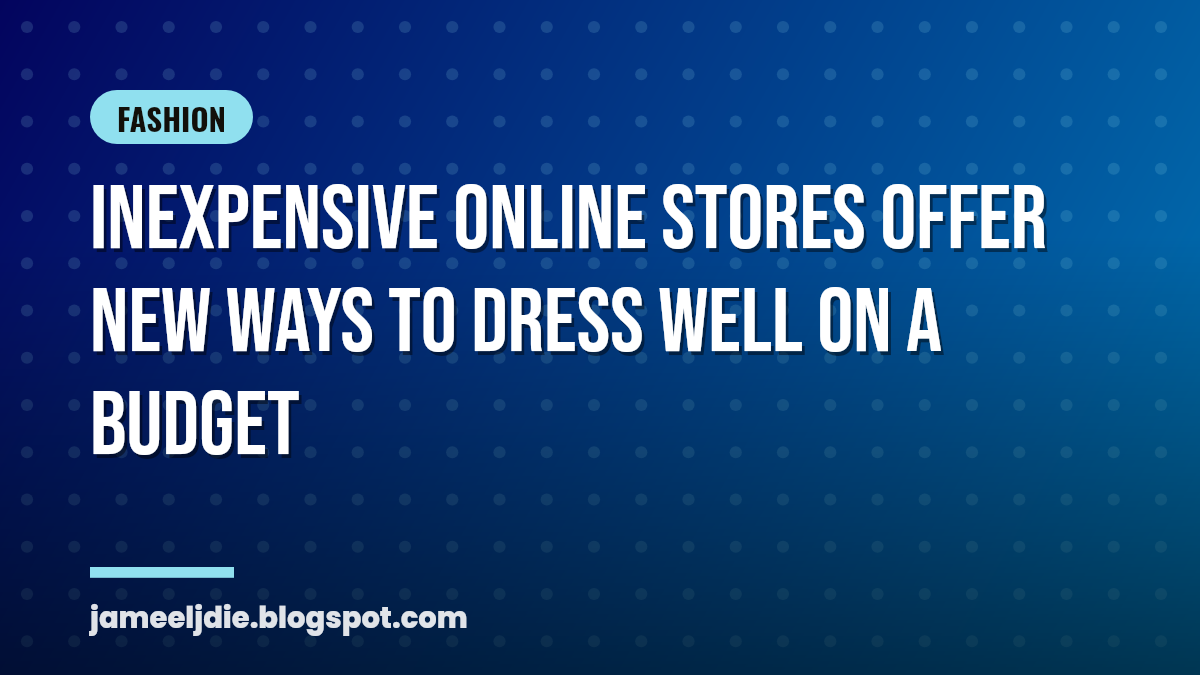 FASHION
INEXPENSIVE ONLINE STORES OFFER
NEW WAYS TO DRESS WELL ON A
BUDGET
jameeljdie.blogspot.com